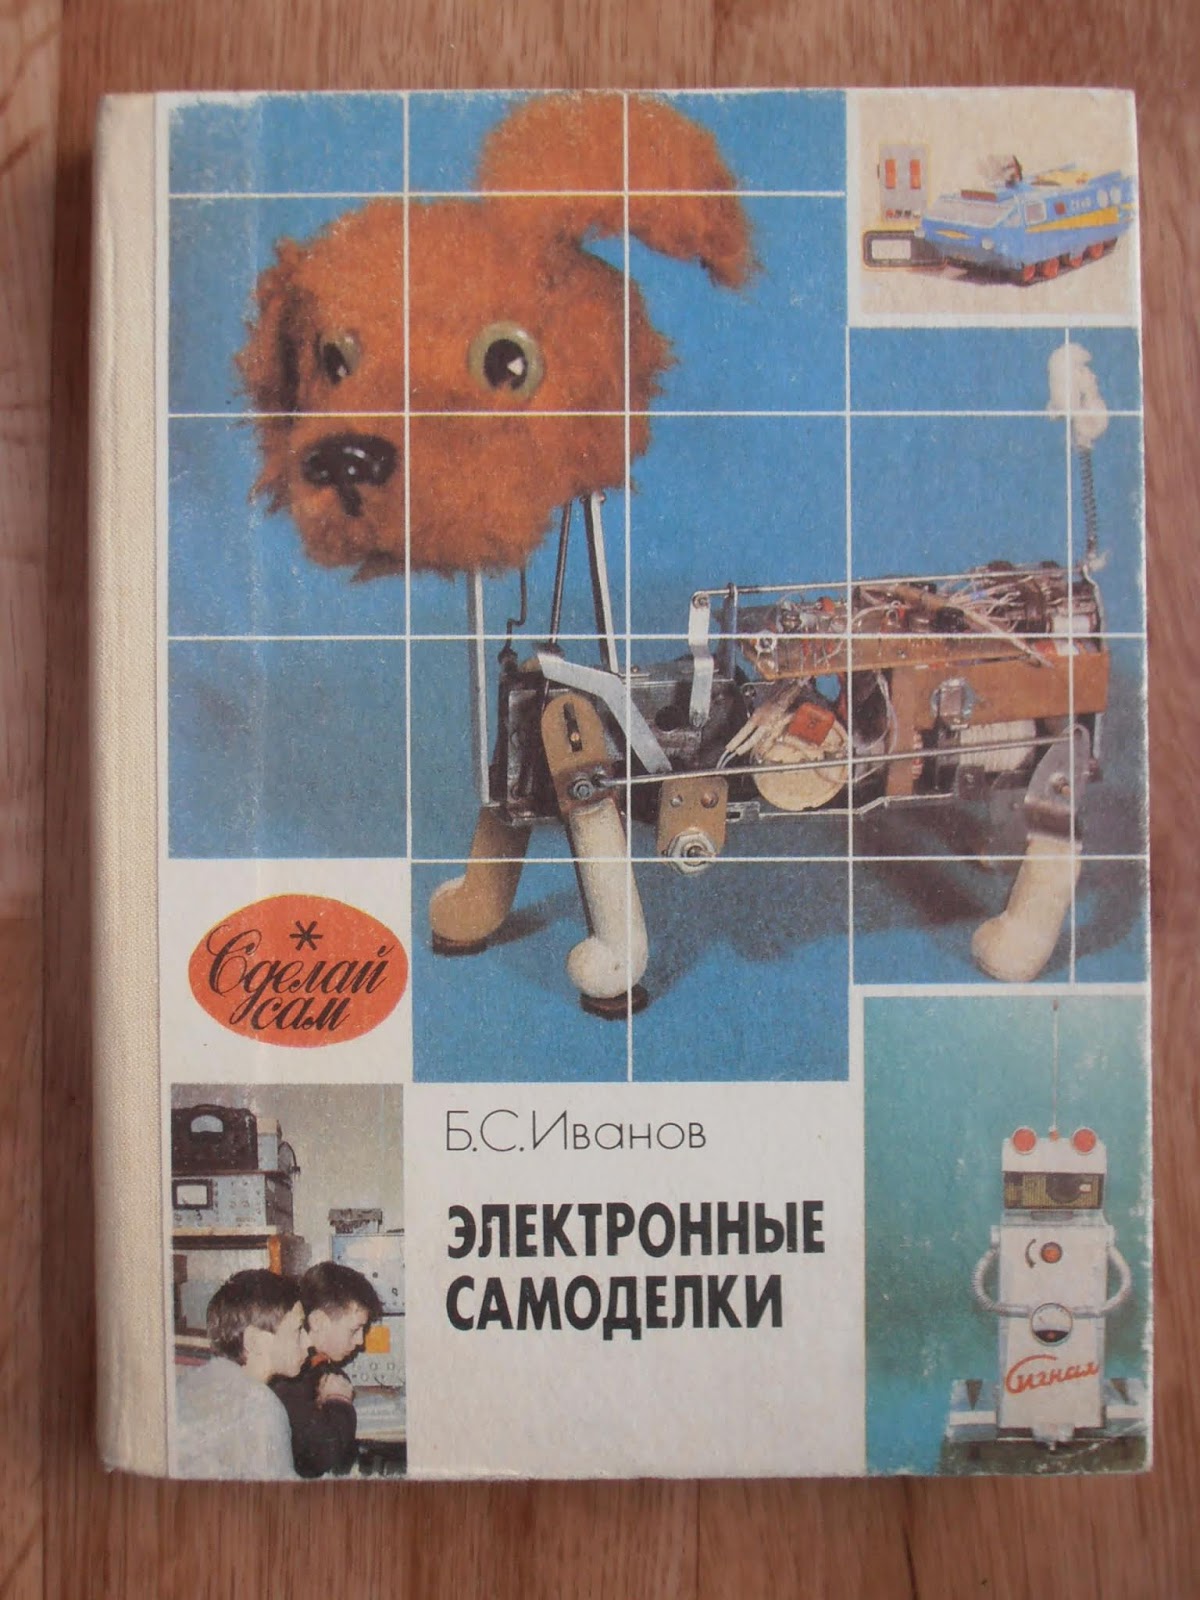 Сделай
сам
Б.С.Иванов
ЭЛЕКТРОННЫЕ
САМОДЕЛКИ
Сигнал